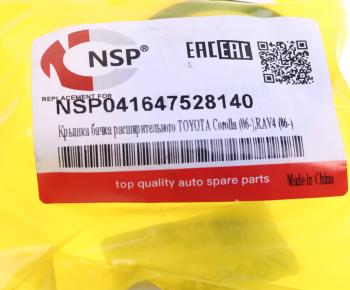 NSP®
EAC EAC
REPLACEMENT FOR
NSP041647528140
Крышка бачка расширительного TOYOTA Corolla (06-),RAV4 (06-)
top quality auto spare parts
Made in China